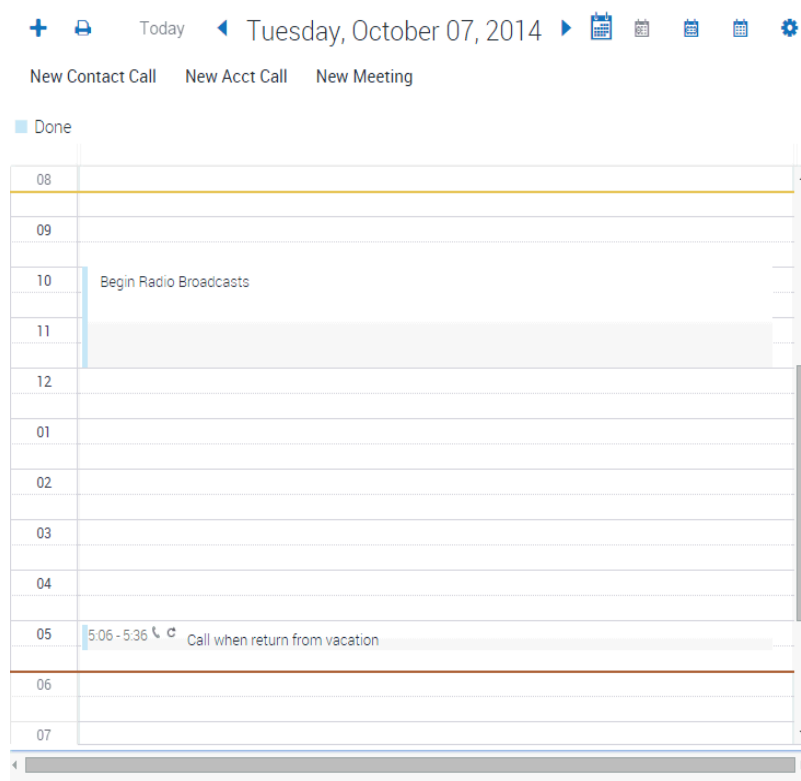 Today Tuesday, October 07, 2014
New Contact Call New Acct Call New Meeting
Done
08
09
10 Begin Radio Broadcasts
11
12
01
02
03
04
05 5:06 - 5:36 Call when return from vacation
06
07